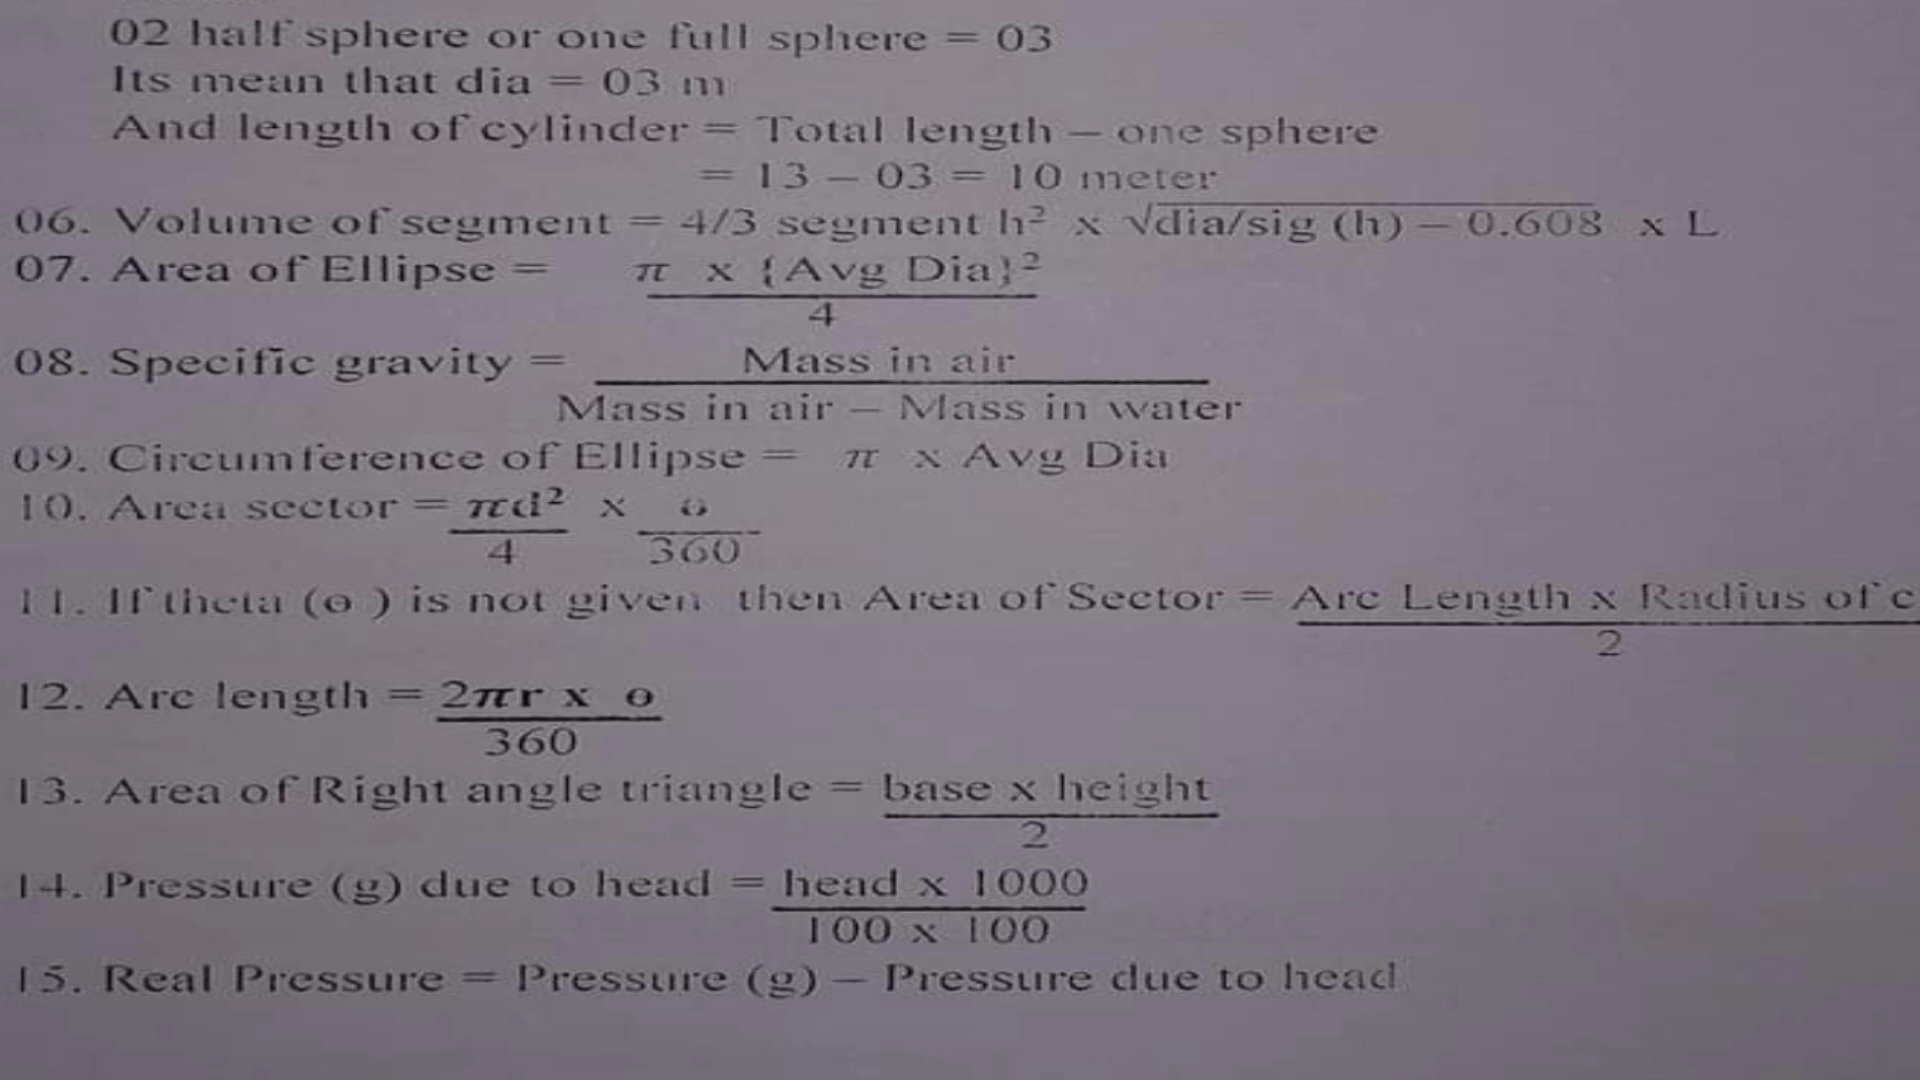 02 half sphere or one full sphere = 03
Its mean that dia = 03 m
And length of cylinder = Total length – one sphere
= 13 – 03 = 10 meter
06. Volume of segment = 4/3 segment h² x √dia/sig (h) – 0.608 x L
07. Area of Ellipse = π x {Avg Dia}²
4
08. Specific gravity = Mass in air
Mass in air – Mass in water
09. Circumference of Ellipse = π x Avg Dia
10. Area sector = πd² x ө
4 360
11. If theta (ө ) is not given then Area of Sector = Arc Length x Radius of c
2
12. Arc length = 2πr x ө
360
13. Area of Right angle triangle = base x height
2
14. Pressure (g) due to head = head x 1000
100 x 100
15. Real Pressure = Pressure (g) – Pressure due to head